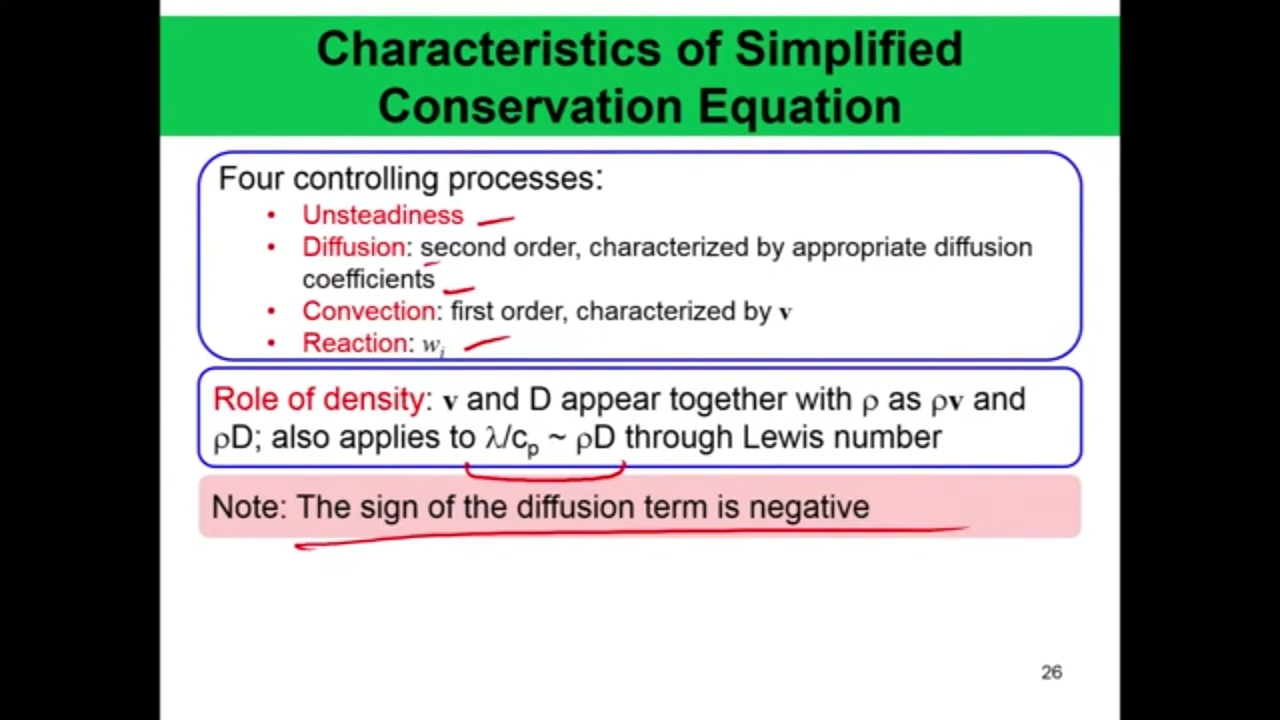 Characteristics of Simplified
Conservation Equation
Four controlling processes:
• Unsteadiness
• Diffusion: second order, characterized by appropriate diffusion
coefficients
• Convection: first order, characterized by v
• Reaction: wᵢ
Role of density: v and D appear together with ρ as ρv and
ρD; also applies to λ/cₚ ~ ρD through Lewis number
Note: The sign of the diffusion term is negative
26